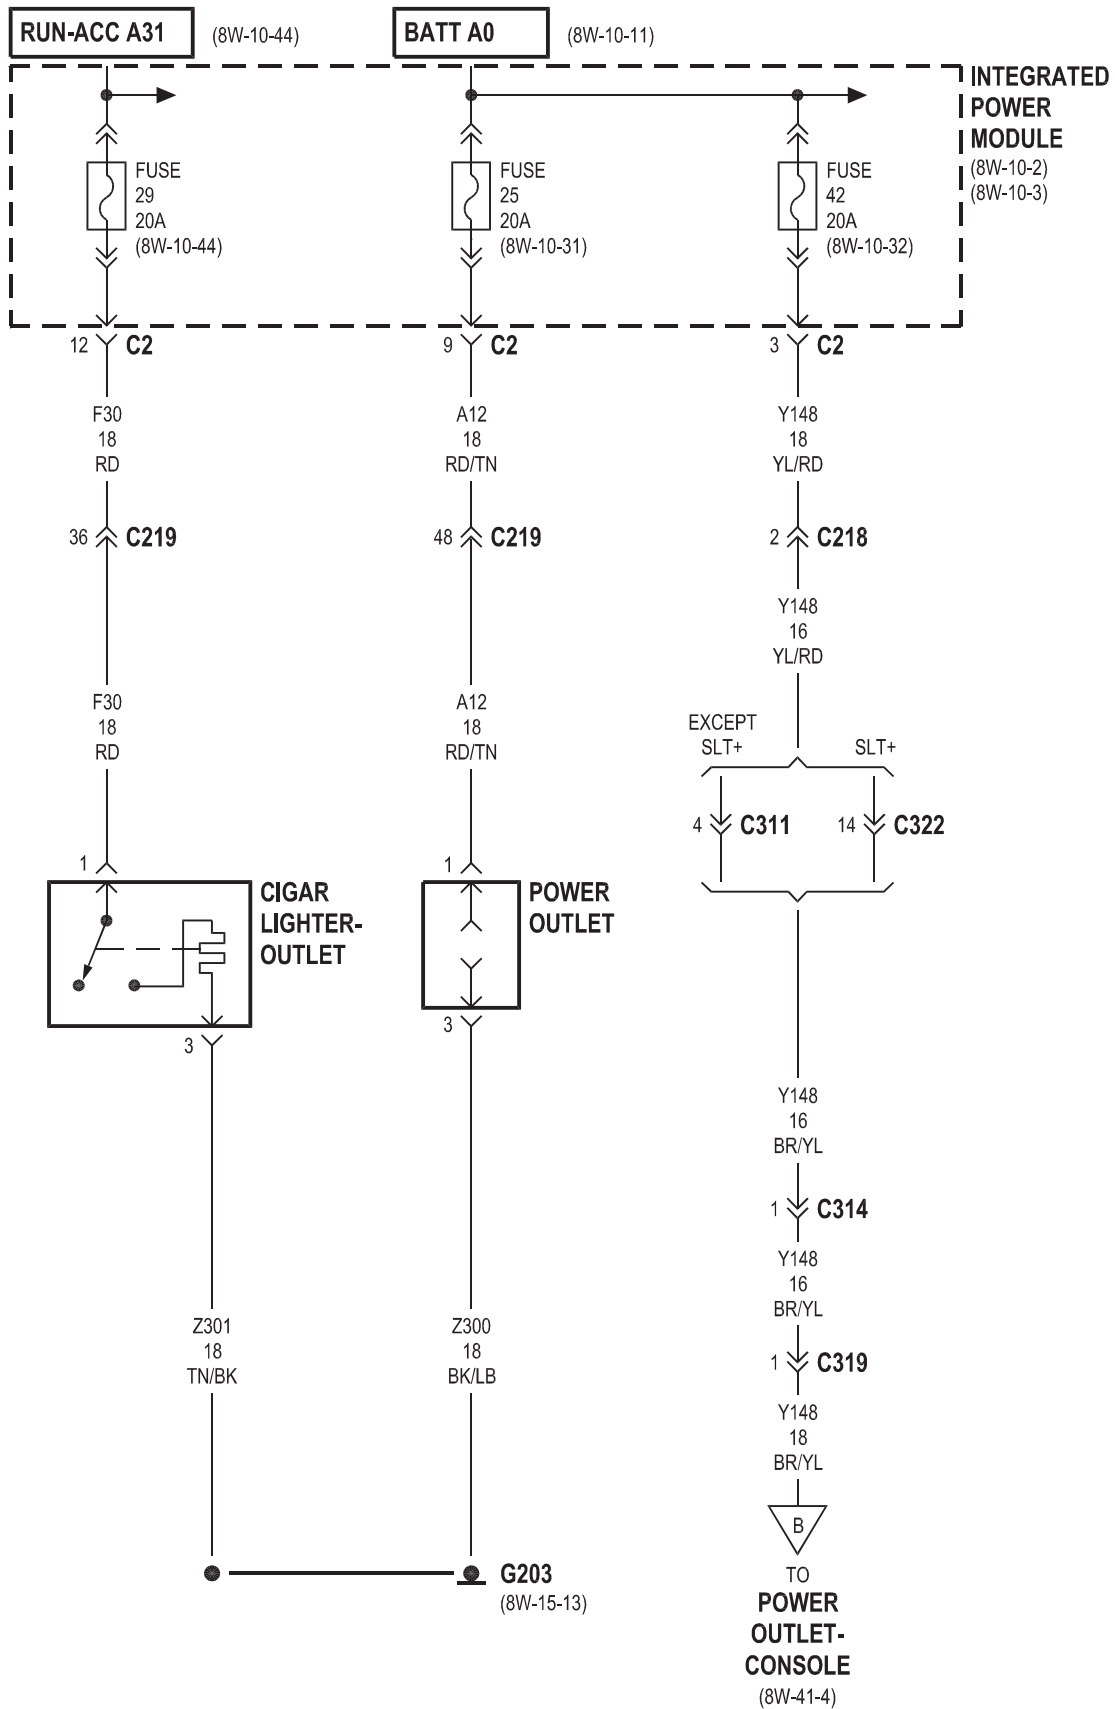 RUN-ACC A31 (8W-10-44) BATT A0 (8W-10-11)
INTEGRATED
POWER
MODULE
(8W-10-2)
(8W-10-3)
FUSE
29
20A
(8W-10-44)
FUSE
25
20A
(8W-10-31)
FUSE
42
20A
(8W-10-32)
12 C2
9 C2
3 C2
F30
18
RD
A12
18
RD/TN
Y148
18
YL/RD
36 C219
48 C219
2 C218
Y148
16
YL/RD
F30
18
RD
A12
18
RD/TN
EXCEPT
SLT+
SLT+
4 C311
14 C322
1
CIGAR
LIGHTER-
OUTLET
3
1
POWER
OUTLET
3
Y148
16
BR/YL
1 C314
Y148
16
BR/YL
1 C319
Y148
18
BR/YL
Z301
18
TN/BK
Z300
18
BK/LB
G203
(8W-15-13)
B
TO
POWER
OUTLET-
CONSOLE
(8W-41-4)